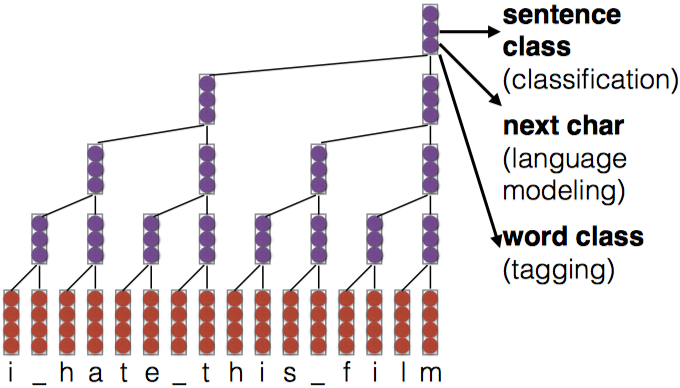 sentence
class
(classification)
next char
(language
modeling)
word class
(tagging)
i _ h a t e _ t h i s _ f i l m